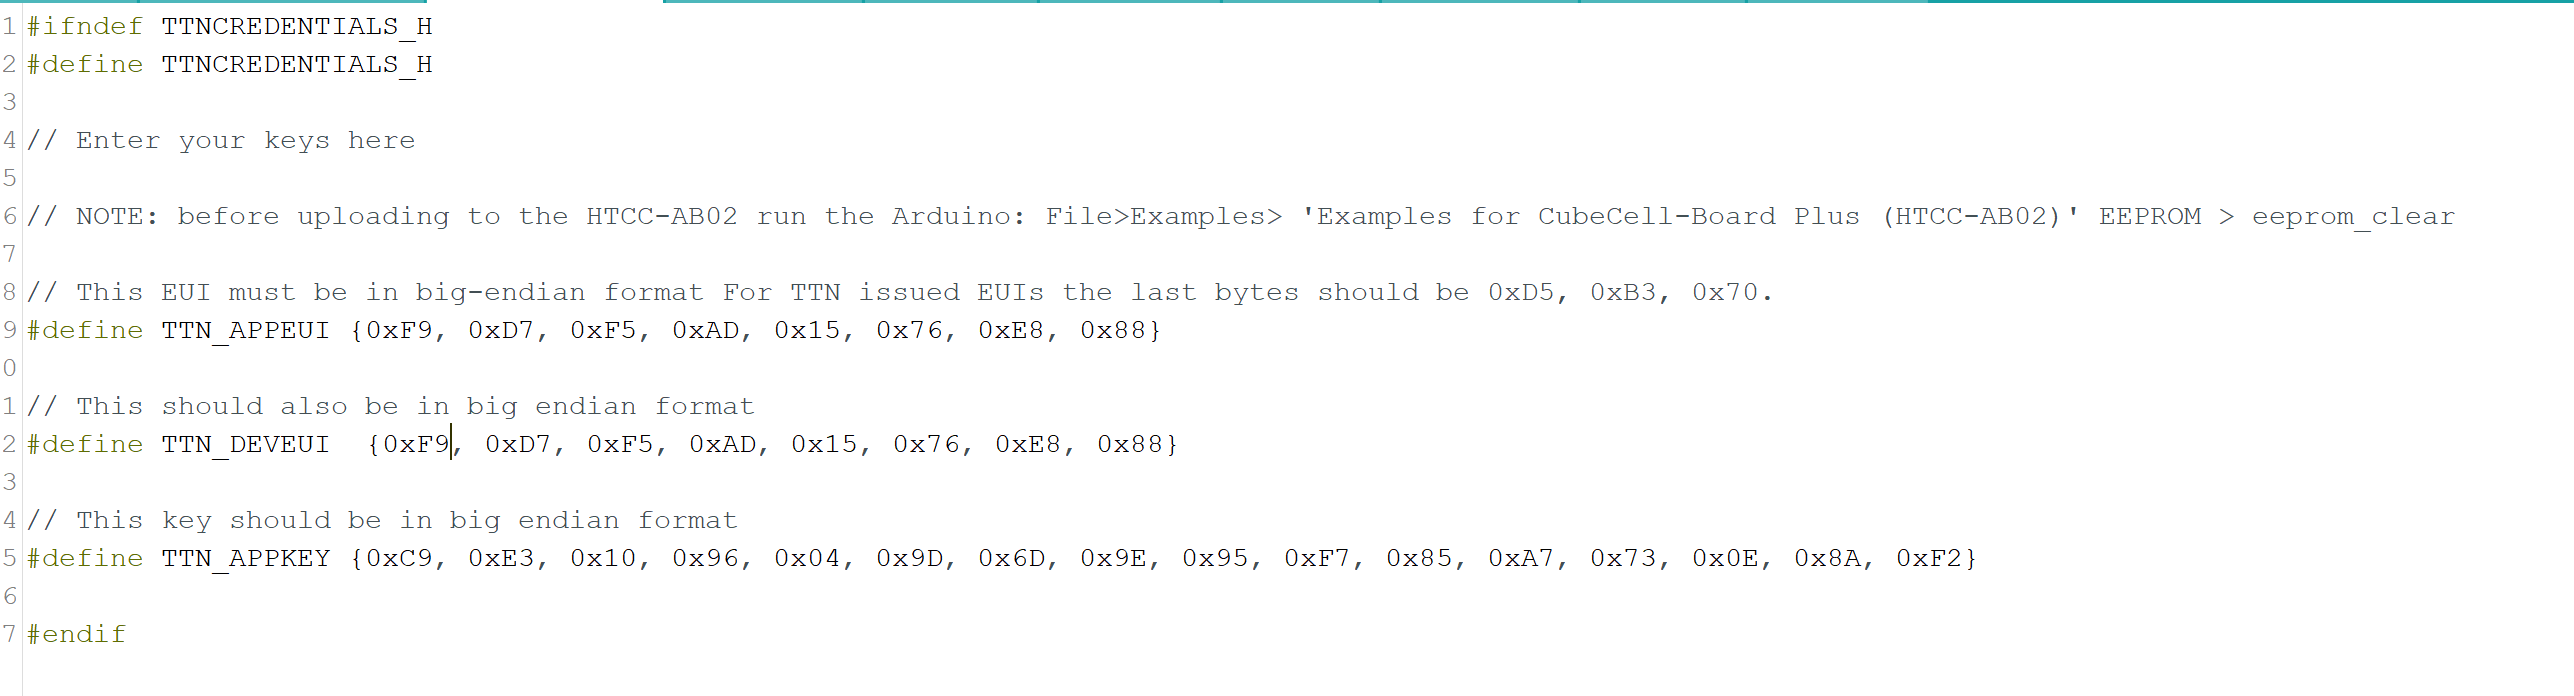 1 #ifndef TTNCREDENTIALS_H
2 #define TTNCREDENTIALS_H
3
4 // Enter your keys here
5
6 // NOTE: before uploading to the HTCC-AB02 run the Arduino: File>Examples> 'Examples for CubeCell-Board Plus (HTCC-AB02)' EEPROM > eeprom_clear
7
8 // This EUI must be in big-endian format For TTN issued EUIs the last bytes should be 0xD5, 0xB3, 0x70.
9 #define TTN_APPEUI {0xF9, 0xD7, 0xF5, 0xAD, 0x15, 0x76, 0xE8, 0x88}
0
1 // This should also be in big endian format
2 #define TTN_DEVEUI  {0xF9, 0xD7, 0xF5, 0xAD, 0x15, 0x76, 0xE8, 0x88}
3
4 // This key should be in big endian format
5 #define TTN_APPKEY {0xC9, 0xE3, 0x10, 0x96, 0x04, 0x9D, 0x6D, 0x9E, 0x95, 0xF7, 0x85, 0xA7, 0x73, 0x0E, 0x8A, 0xF2}
6
7 #endif